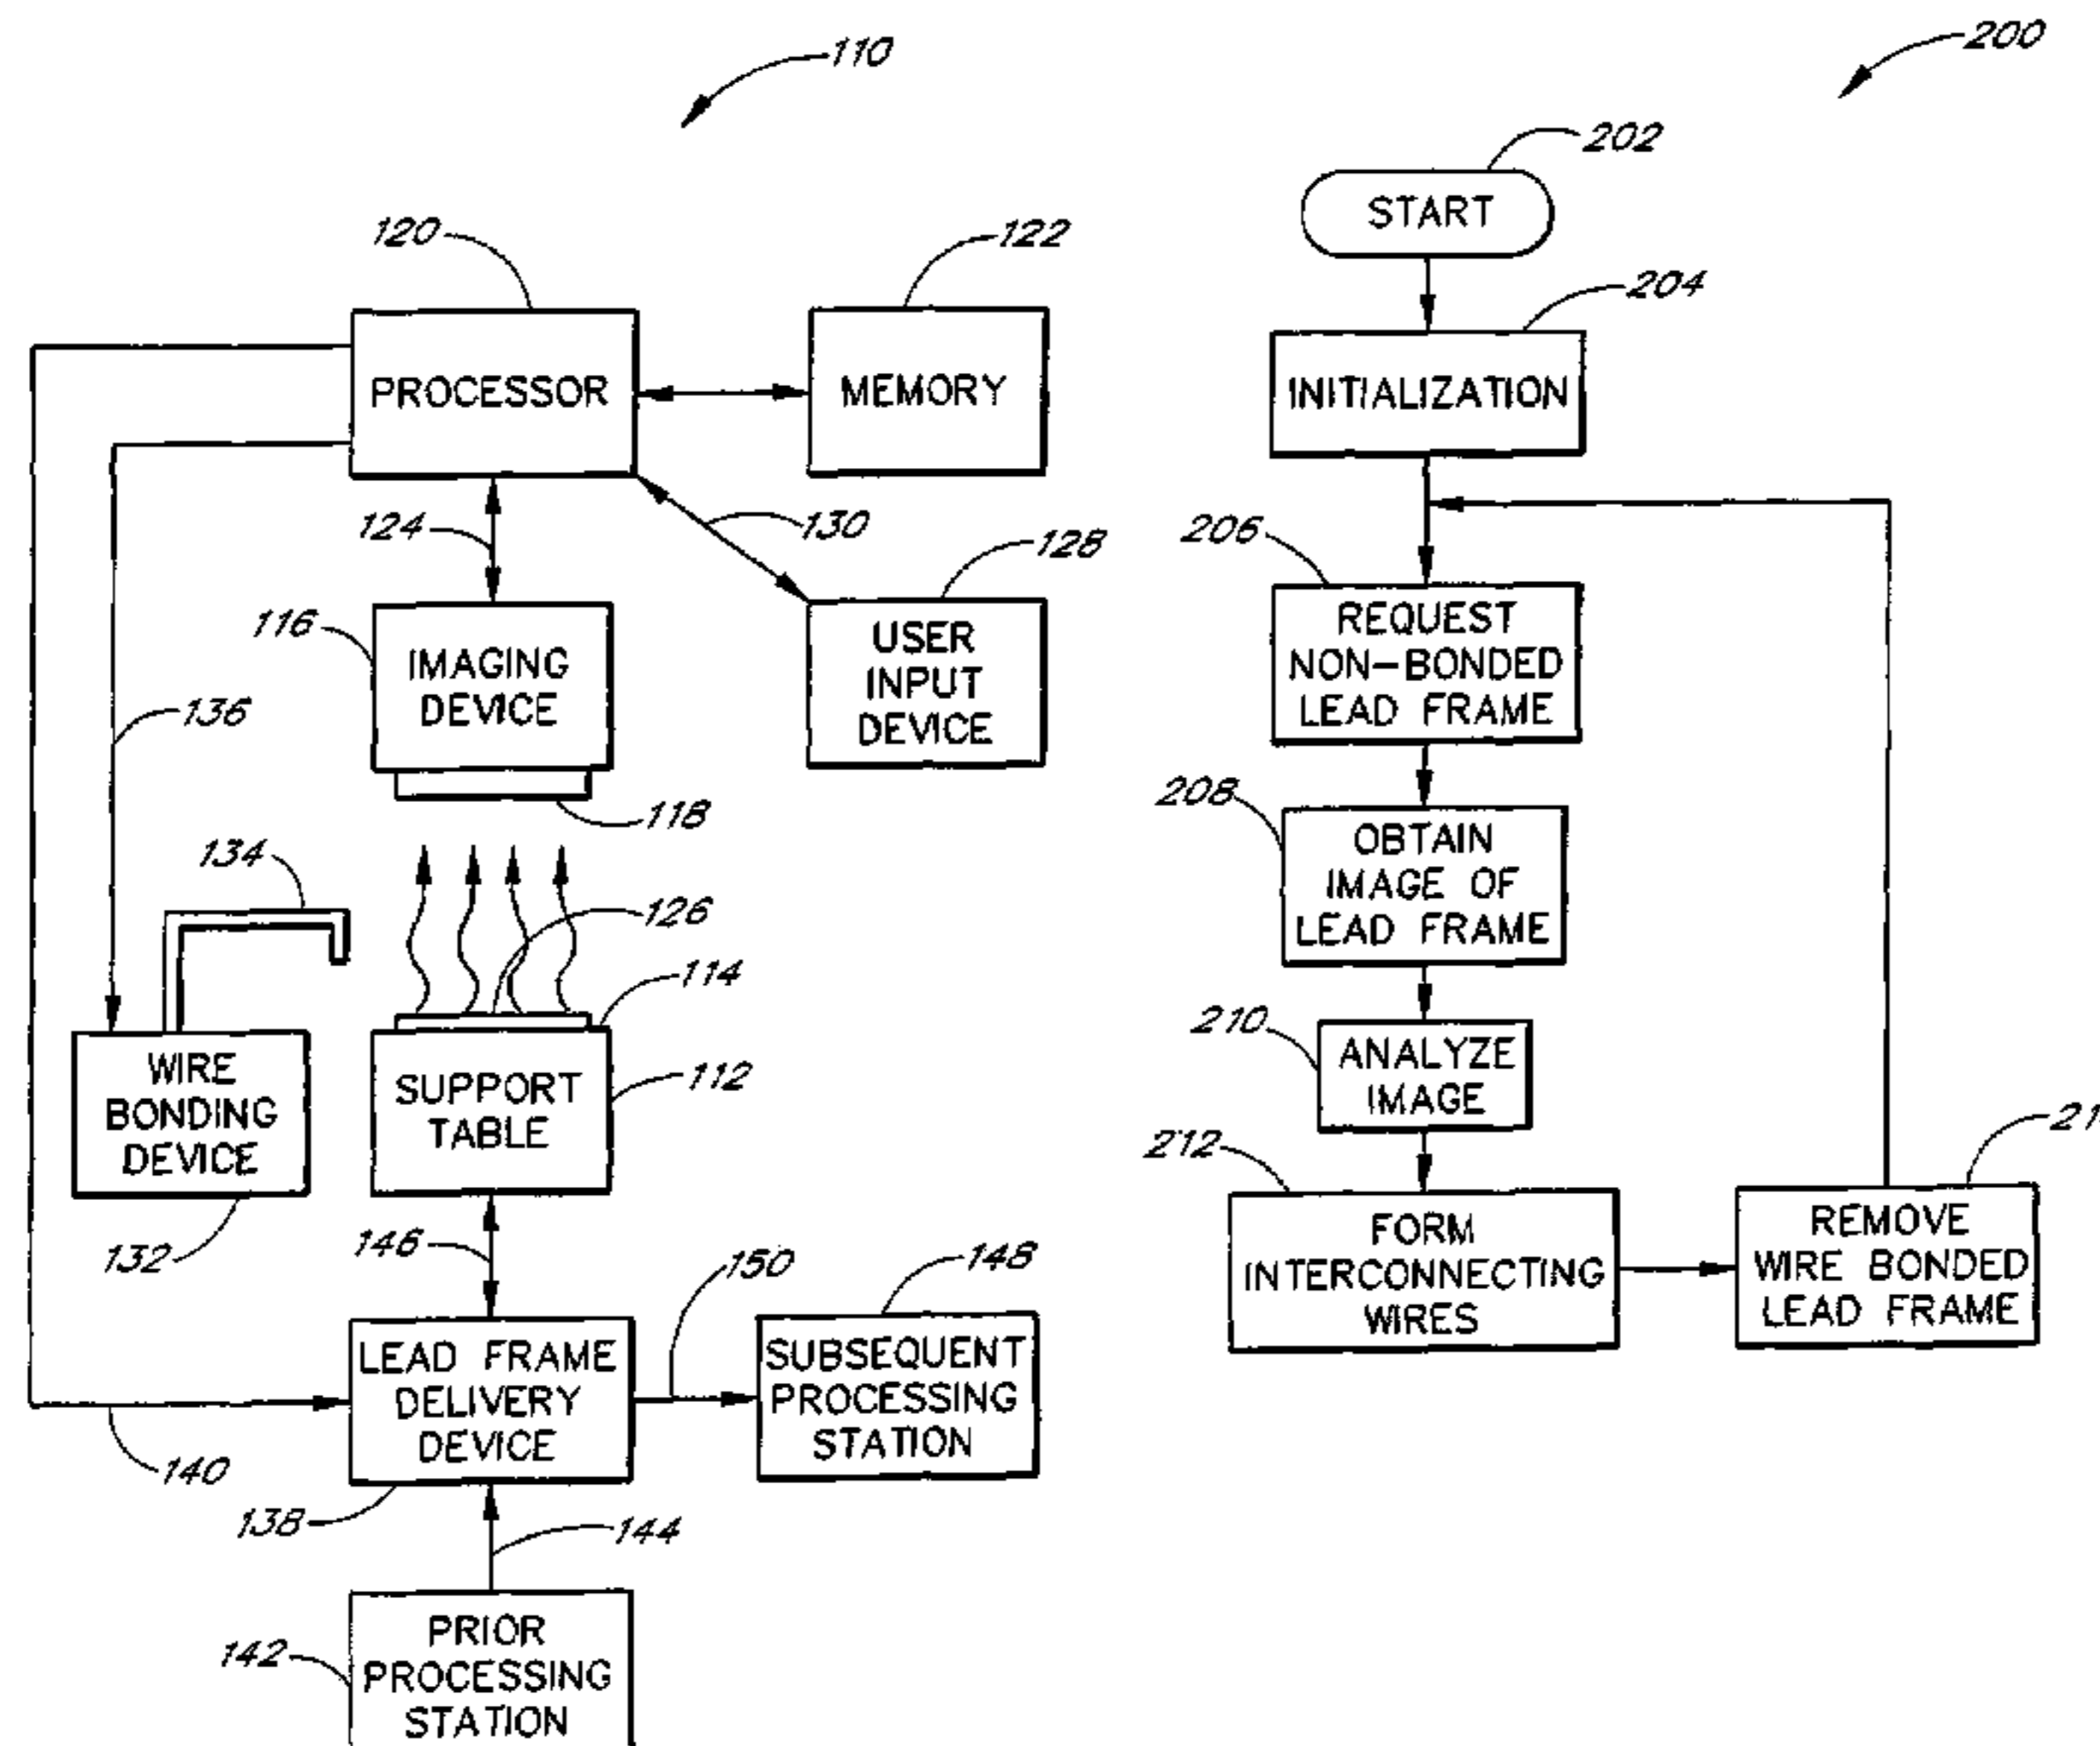 110
120
122
PROCESSOR
MEMORY
124
130
128
116
IMAGING
DEVICE
USER
INPUT
DEVICE
136
118
134
126
114
WIRE
BONDING
DEVICE
SUPPORT
TABLE
112
132
146
150
148
LEAD FRAME
DELIVERY
DEVICE
SUBSEQUENT
PROCESSING
STATION
140
138
144
142
PRIOR
PROCESSING
STATION
200
202
START
204
INITIALIZATION
206
REQUEST
NON-BONDED
LEAD FRAME
208
OBTAIN
IMAGE OF
LEAD FRAME
210
ANALYZE
IMAGE
212
FORM
INTERCONNECTING
WIRES
REMOVE
WIRE BONDED
LEAD FRAME